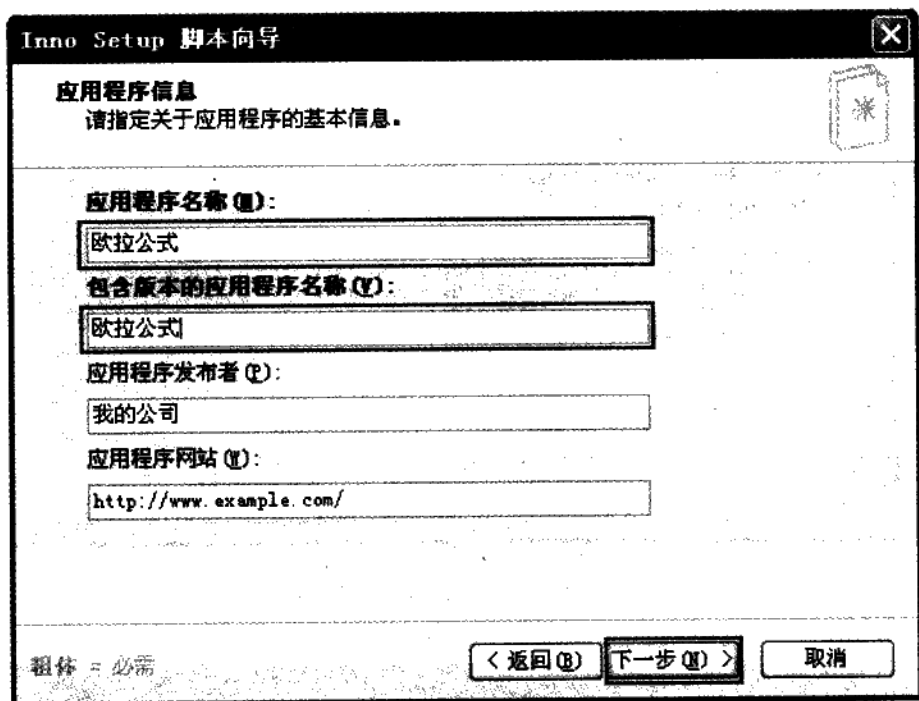 Inno Setup 脚本向导
应用程序信息
请指定关于应用程序的基本信息。
应用程序名称(N):
欧拉公式
包含版本的应用程序名称(V):
欧拉公式
应用程序发布者(P):
我的公司
应用程序网站(W):
http://www.example.com/
粗体 = 必需
< 返回(B) 下一步(N) > 取消